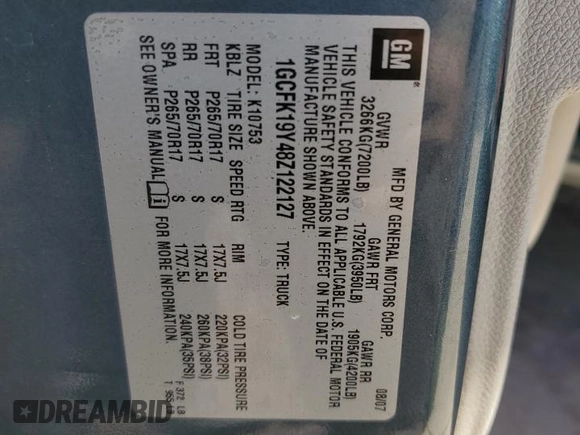 GM
®
MFD BY GENERAL MOTORS CORP.
08/07
GVWR GAWR FRT GAWR RR
3266KG(7200LB) 1792KG(3950LB) 1905KG(4200LB)
THIS VEHICLE CONFORMS TO ALL APPLICABLE U.S. FEDERAL MOTOR
VEHICLE SAFETY STANDARDS IN EFFECT ON THE DATE OF
MANUFACTURE SHOWN ABOVE.
1GCFK19Y48Z122127 TYPE: TRUCK
MODEL: K10753
KBLZ TIRE SIZE SPEED RTG RIM COLD TIRE PRESSURE
FRT P265/70R17 S 17X7.5J 220KPA(32PSI)
RR P265/70R17 S 17X7.5J 260KPA(38PSI)
SPA P265/70R17 S 17X7.5J 240KPA(35PSI)
SEE OWNER'S MANUAL i FOR MORE INFORMATION.
F 372 LB
T 955 LB
DREAMBID